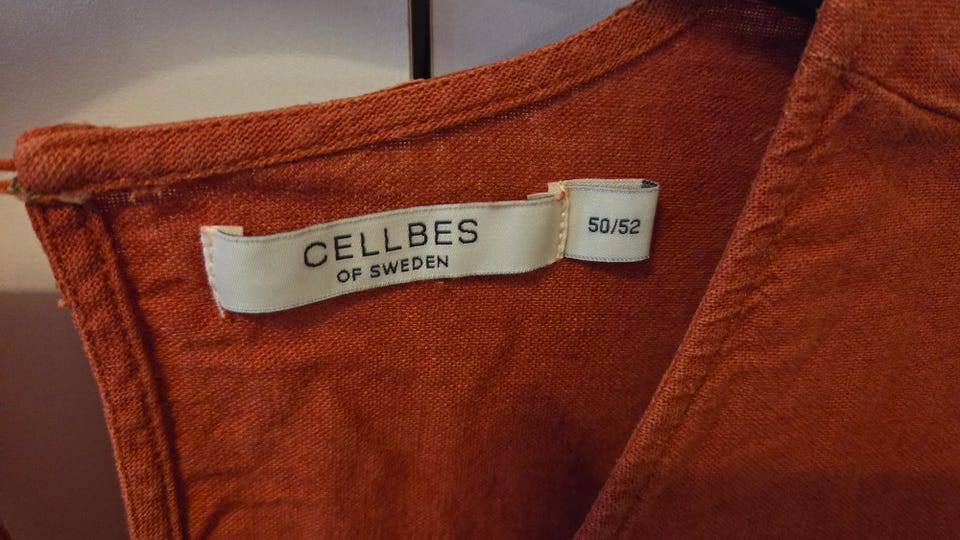 CELLBES
OF SWEDEN
50/52